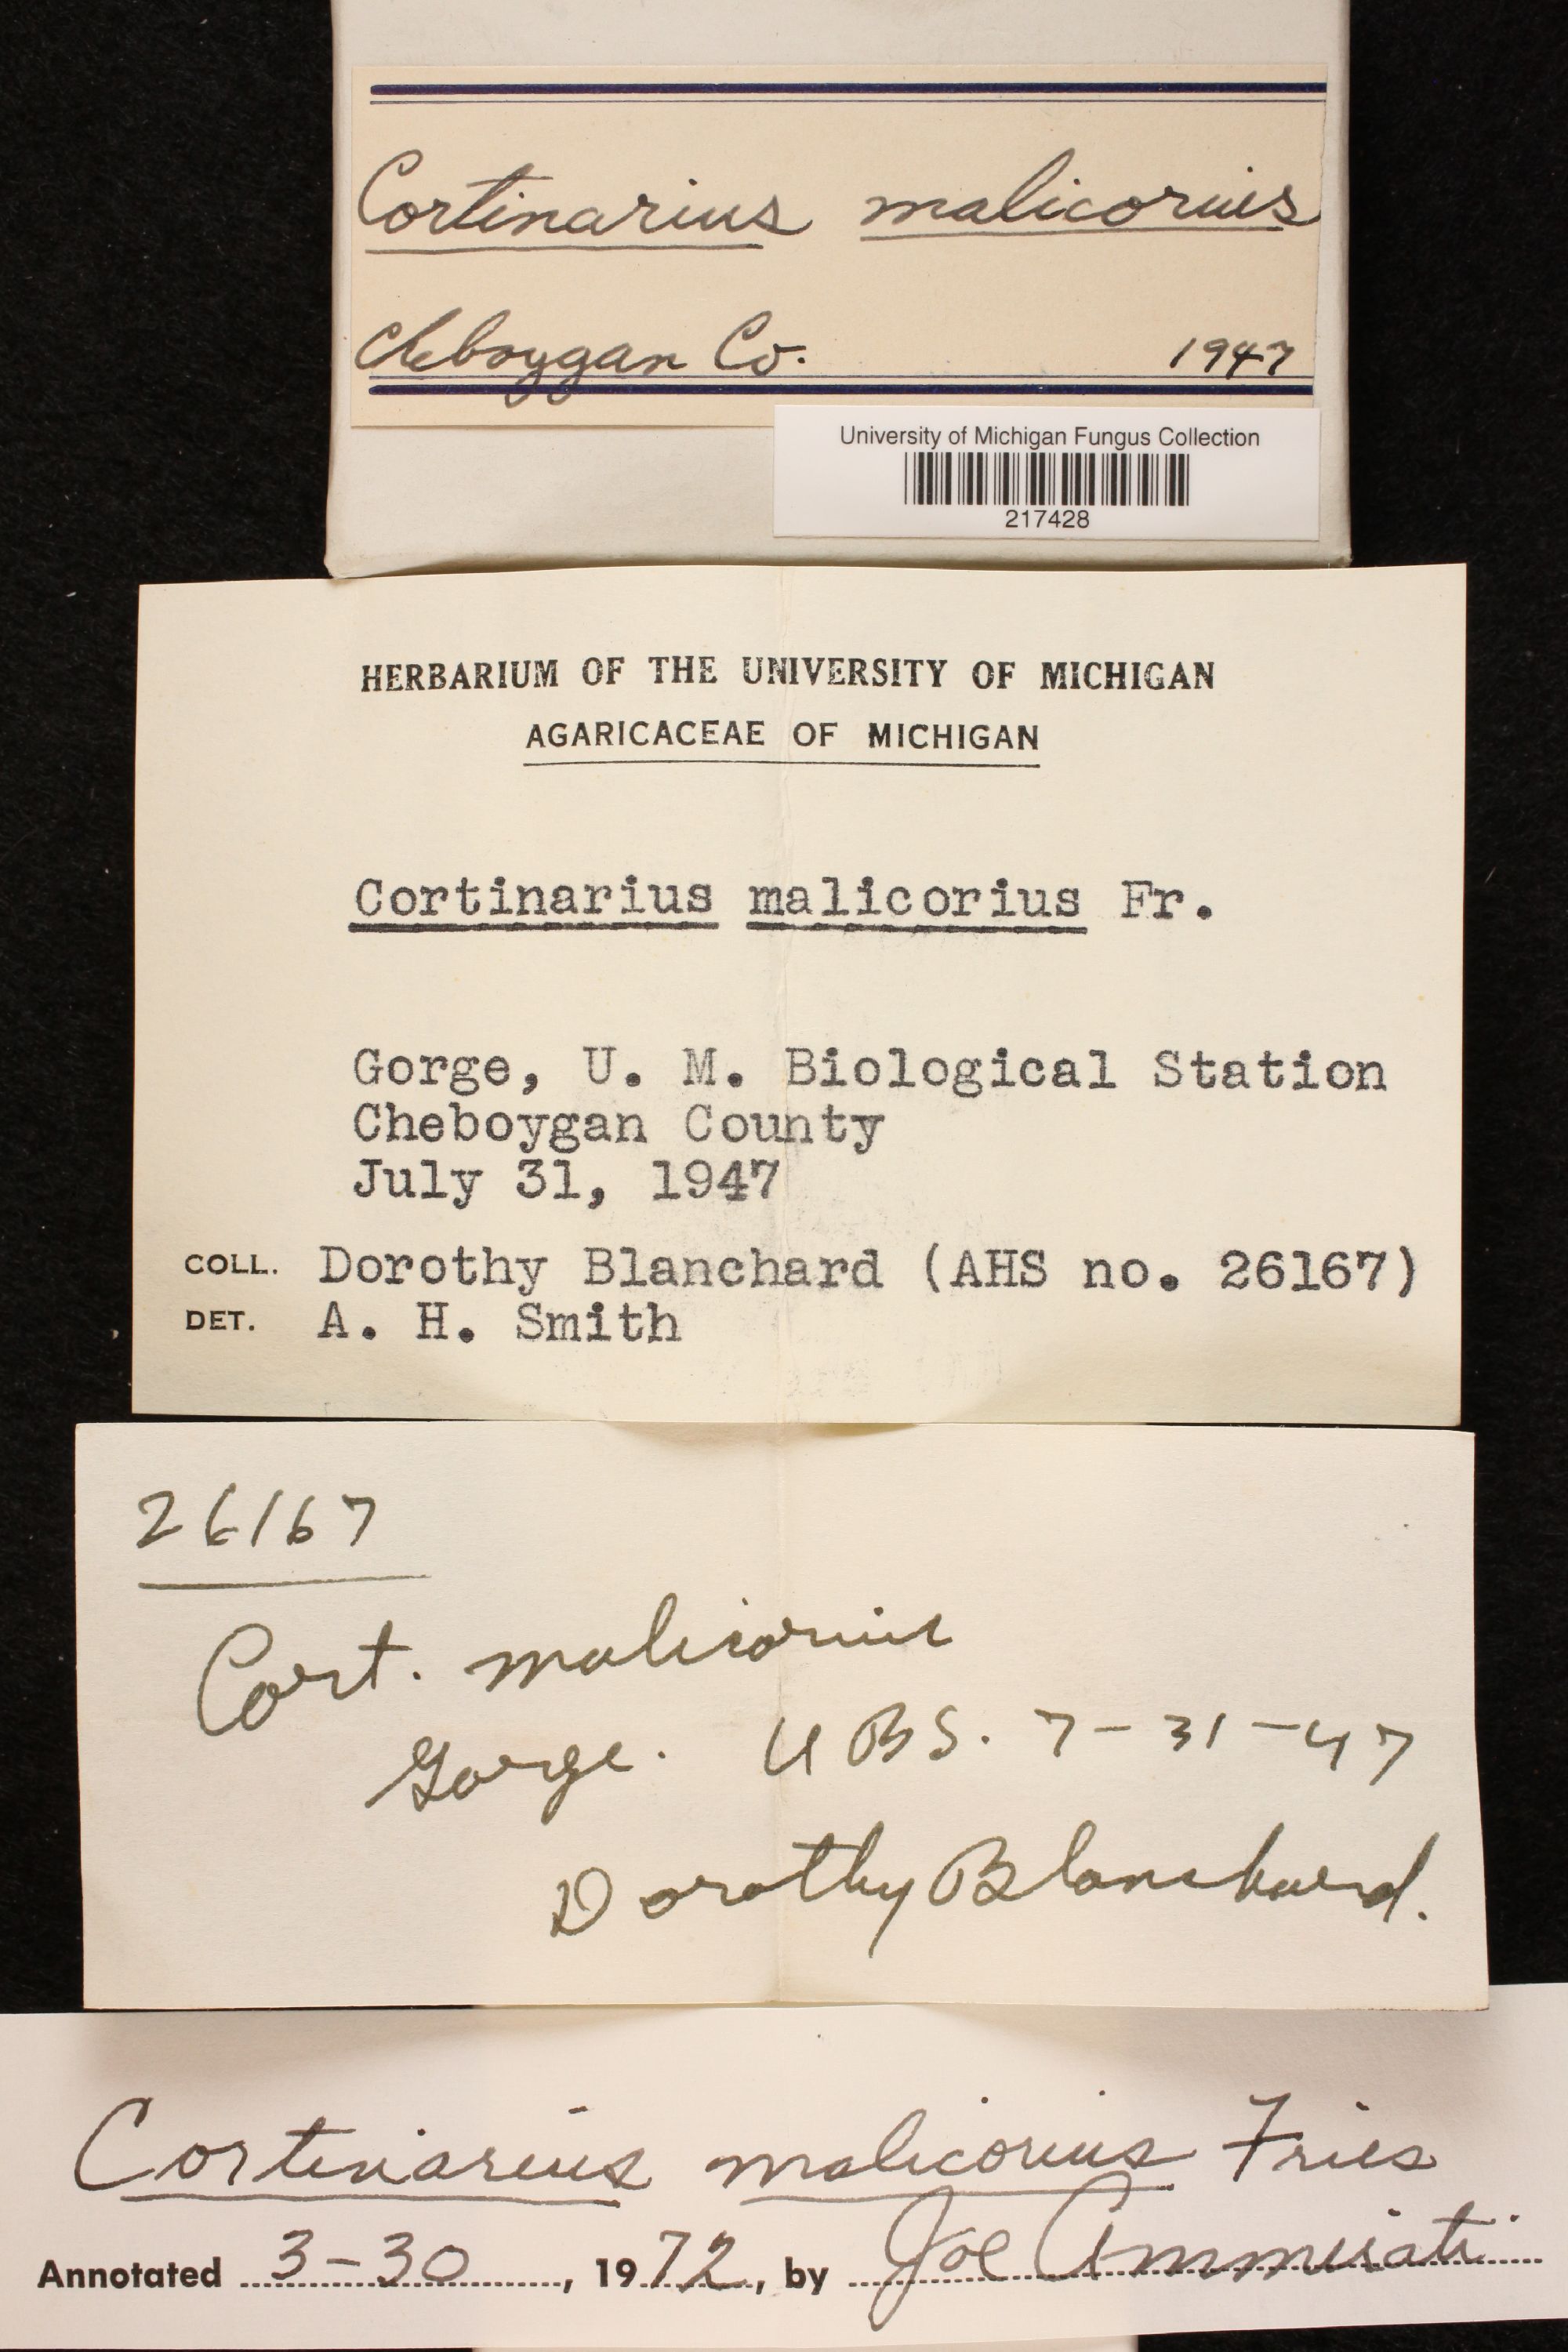 Cortinarius malicorius
Cheboygan Co. 1947
University of Michigan Fungus Collection
217428
HERBARIUM OF THE UNIVERSITY OF MICHIGAN
AGARICACEAE OF MICHIGAN
Cortinarius malicorius Fr.
Gorge, U. M. Biological Station
Cheboygan County
July 31, 1947
COLL. Dorothy Blanchard (AHS no. 26167)
DET. A. H. Smith
26167
Cort. malicorius
Gorge. UBS. 7-31-47
Dorothy Blanchard.
Cortinarius malicorius Fries
Annotated 3-30, 1972, by Joe Ammirati